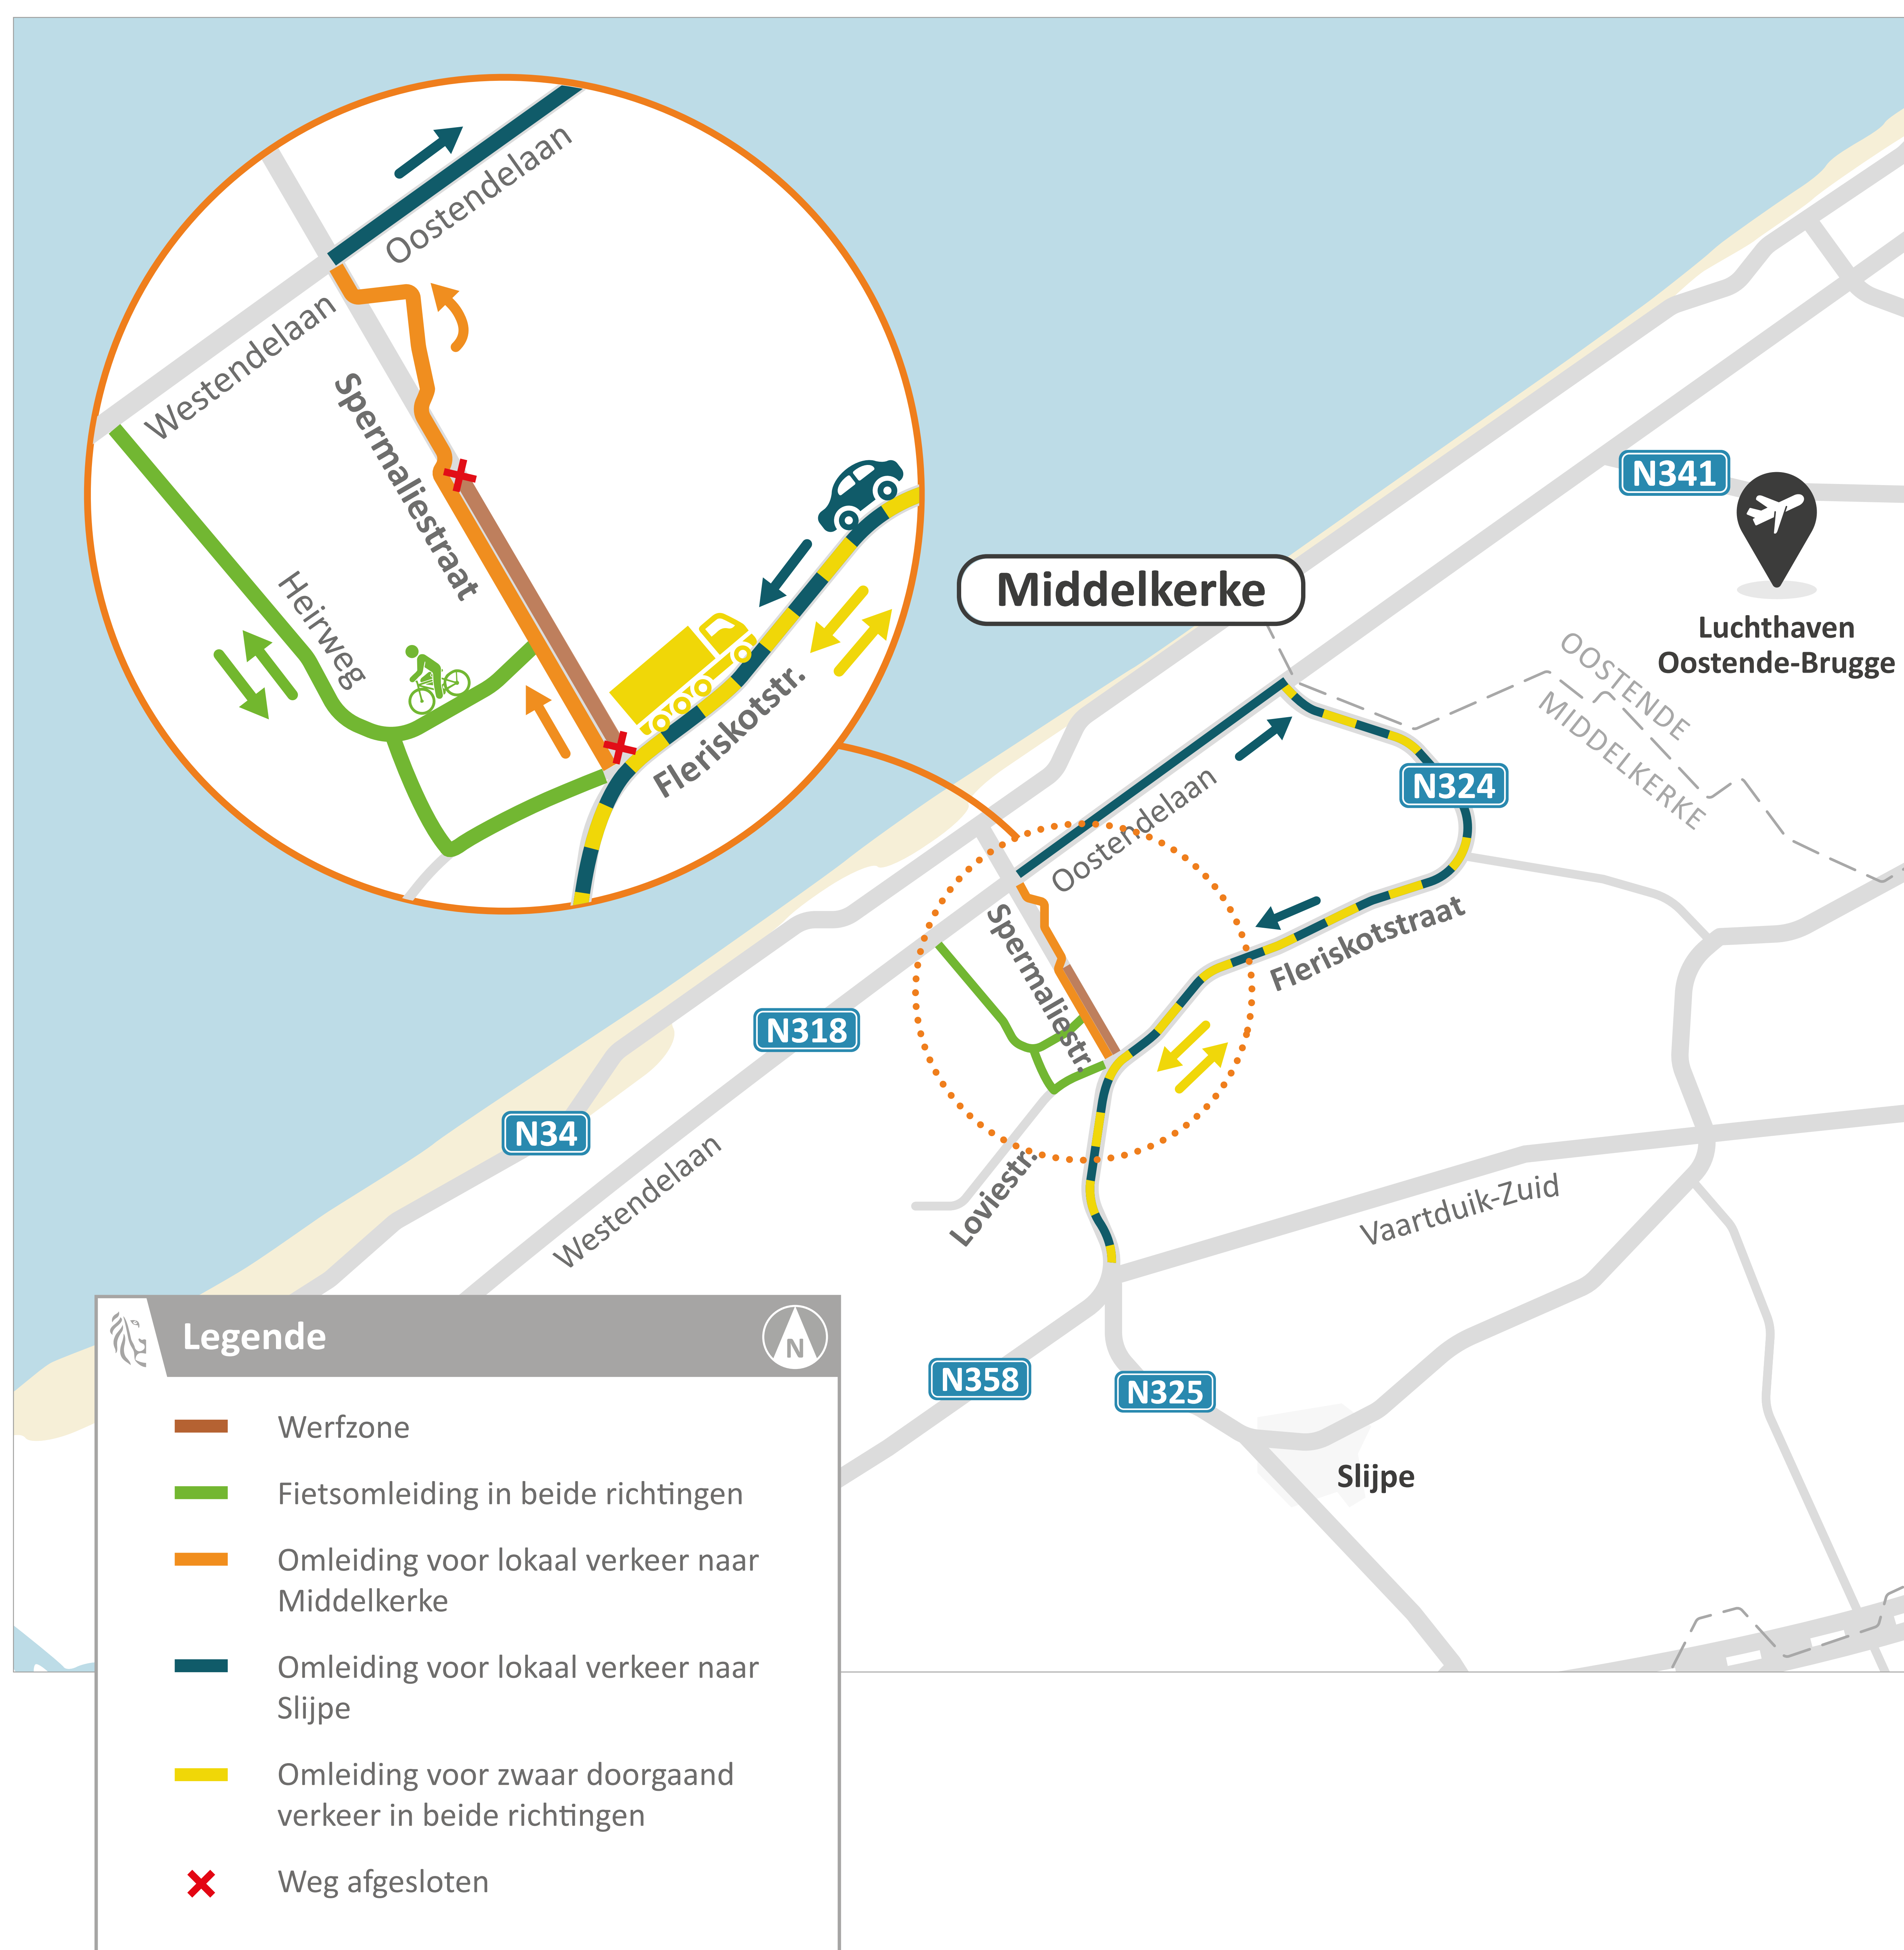 Oostendelaan
Westendelaan
Spermaliestraat
Heirweg
Fleriskotstr.
N341
Middelkerke
Luchthaven
Oostende-Brugge
OOSTENDE
MIDDELKERKE
N324
Oostendelaan
Fleriskotstraat
Spermaliestr.
N318
N34
Westendelaan
Loviestr.
Vaartduik-Zuid
N358
N325
Slijpe
Legende
N
Werfzone
Fietsomleiding in beide richtingen
Omleiding voor lokaal verkeer naar
Middelkerke
Omleiding voor lokaal verkeer naar
Slijpe
Omleiding voor zwaar doorgaand
verkeer in beide richtingen
Weg afgesloten